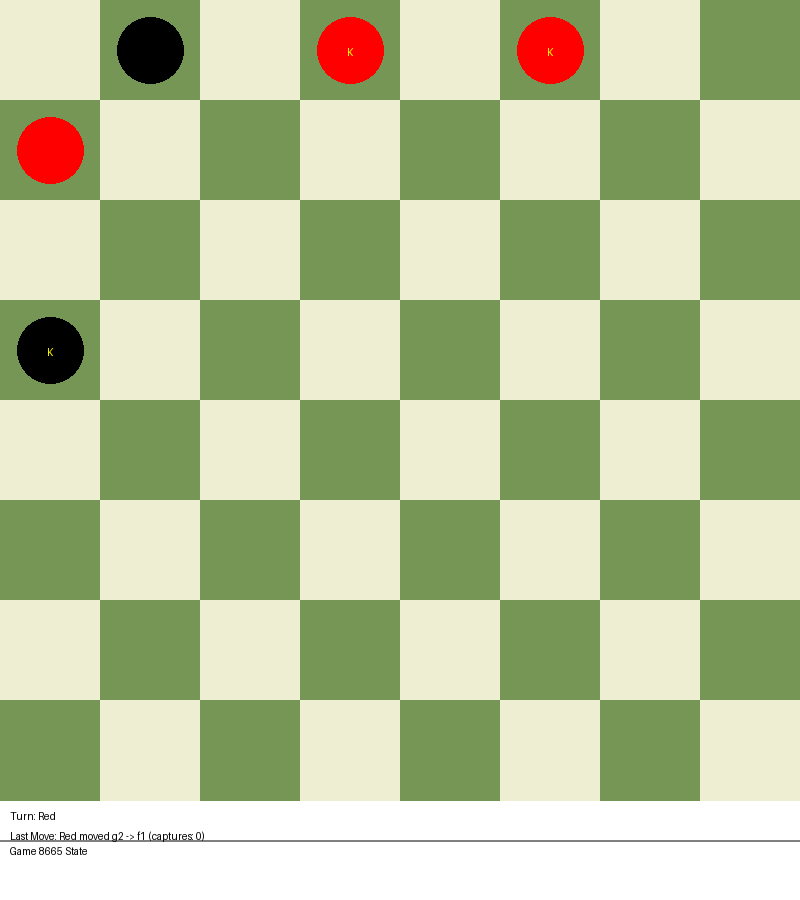 K K
K
Turn: Red
Last Move: Red moved g2 -> f1 (captures: 0)
Game 8665 State